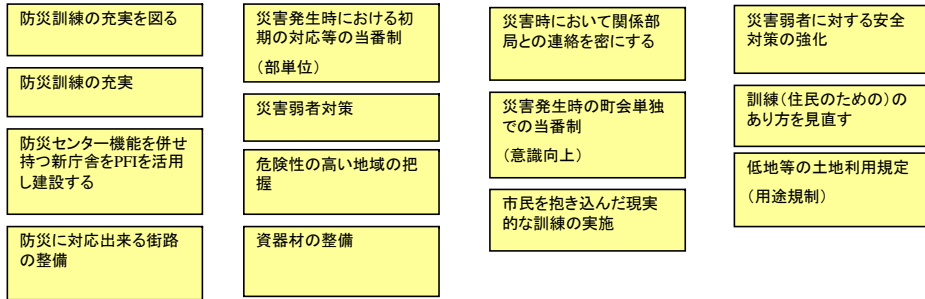 防災訓練の充実を図る
防災訓練の充実
防災センター機能を併せ
持つ新庁舎をPFIを活用
し建設する
防災に対応出来る街路
の整備
災害発生時における初
期の対応等の当番制
（部単位）
災害弱者対策
危険性の高い地域の把
握
資器材の整備
災害時において関係部
局との連絡を密にする
災害発生時の町会単独
での当番制
（意識向上）
市民を抱き込んだ現実
的な訓練の実施
災害弱者に対する安全
対策の強化
訓練（住民のための）の
あり方を見直す
低地等の土地利用規定
（用途規制）